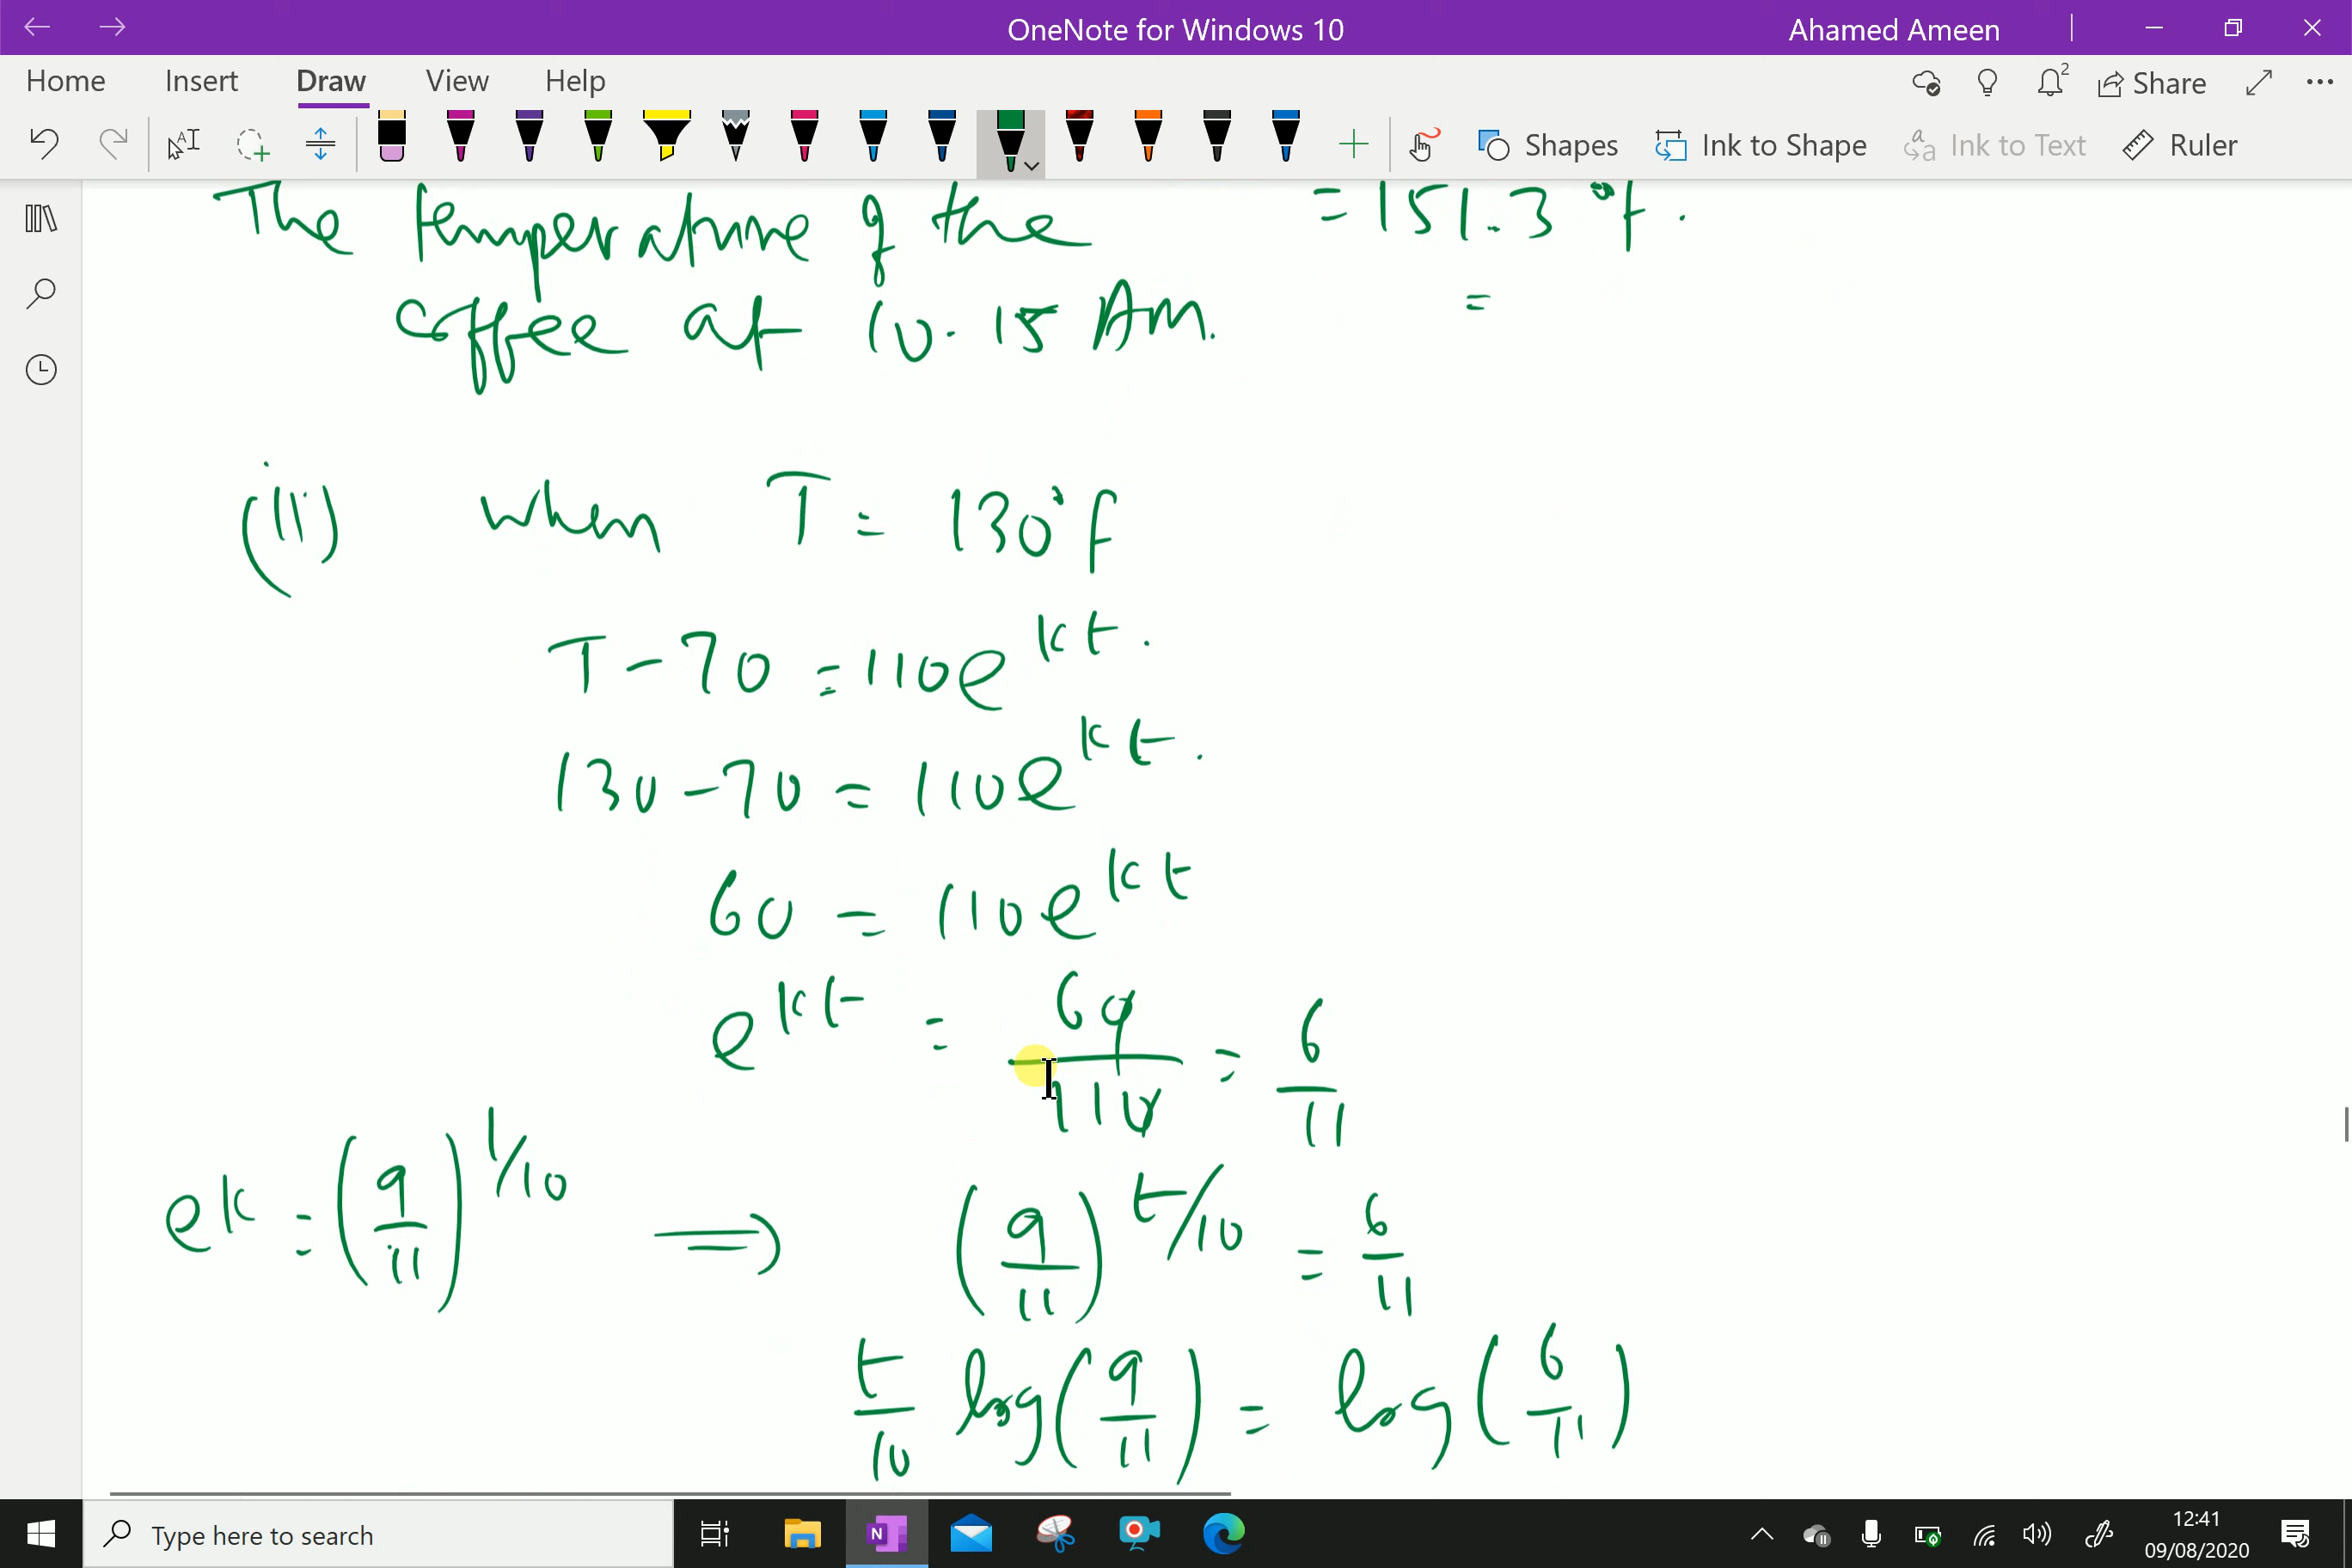 OneNote for Windows 10
Ahamed Ameen
Home Insert Draw View Help
2
Share
Shapes
Ink to Shape
Ink to Text
Ruler
The temperature of the = 151.3 °F.
coffee at 10.15 AM. =
(ii) when T = 130°F
T - 70 = 110e^kt.
130 - 70 = 110e^kt.
60 = 110e^kt
e^kt = 60/110 = 6/11
e^k = (9/11)^1/10 ⟹ (9/11)^t/10 = 6/11
t/10 log(9/11) = log(6/11)
Type here to search
12:41
09/08/2020